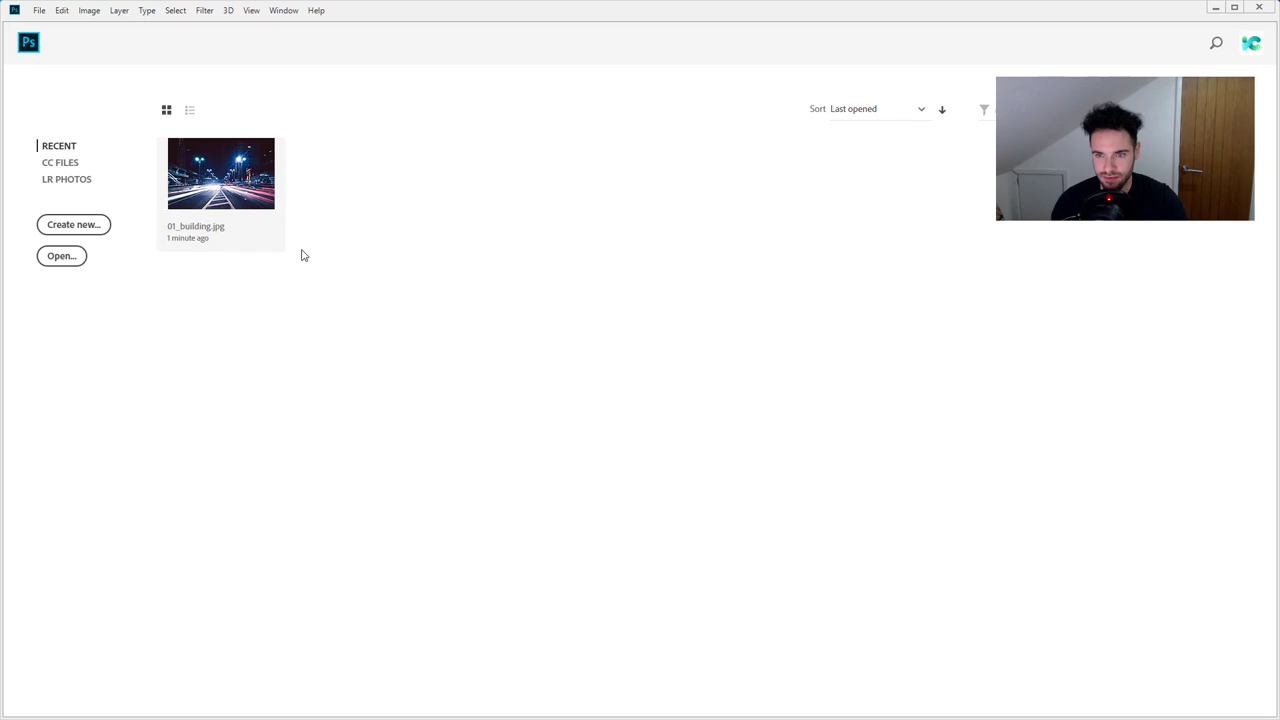 Ps File Edit Image Layer Type Select Filter 3D View Window Help
Ps
Sort Last opened
RECENT
CC FILES
LR PHOTOS
Create new...
Open...
01_building.jpg
1 minute ago